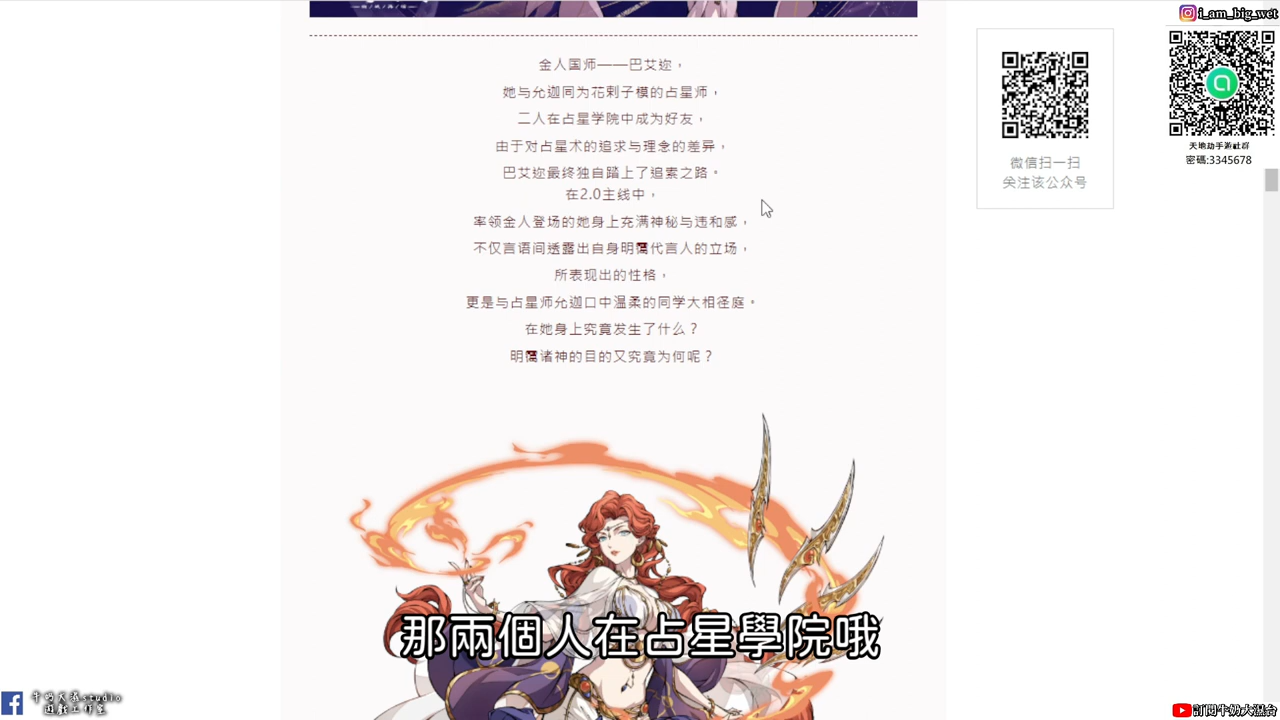 i_am_big_wet
金人国师——巴艾迩，
她与允迦同为花剌子模的占星师，
二人在占星学院中成为好友，
由于对占星术的追求与理念的差异，
巴艾迩最终独自踏上了追索之路。
在2.0主线中，
率领金人登场的她身上充满神秘与违和感，
不仅言语间透露出自身明魇代言人的立场，
所表现出的性格，
更是与占星师允迦口中温柔的同学大相径庭。
在她身上究竟发生了什么？
明魇诸神的目的又究竟为何呢？
微信扫一扫
关注该公众号
天地劫手游社群
密碼:3345678
那兩個人在占星學院哦
牛奶大濕studio
遊戲工作室
訂閱牛奶大濕台